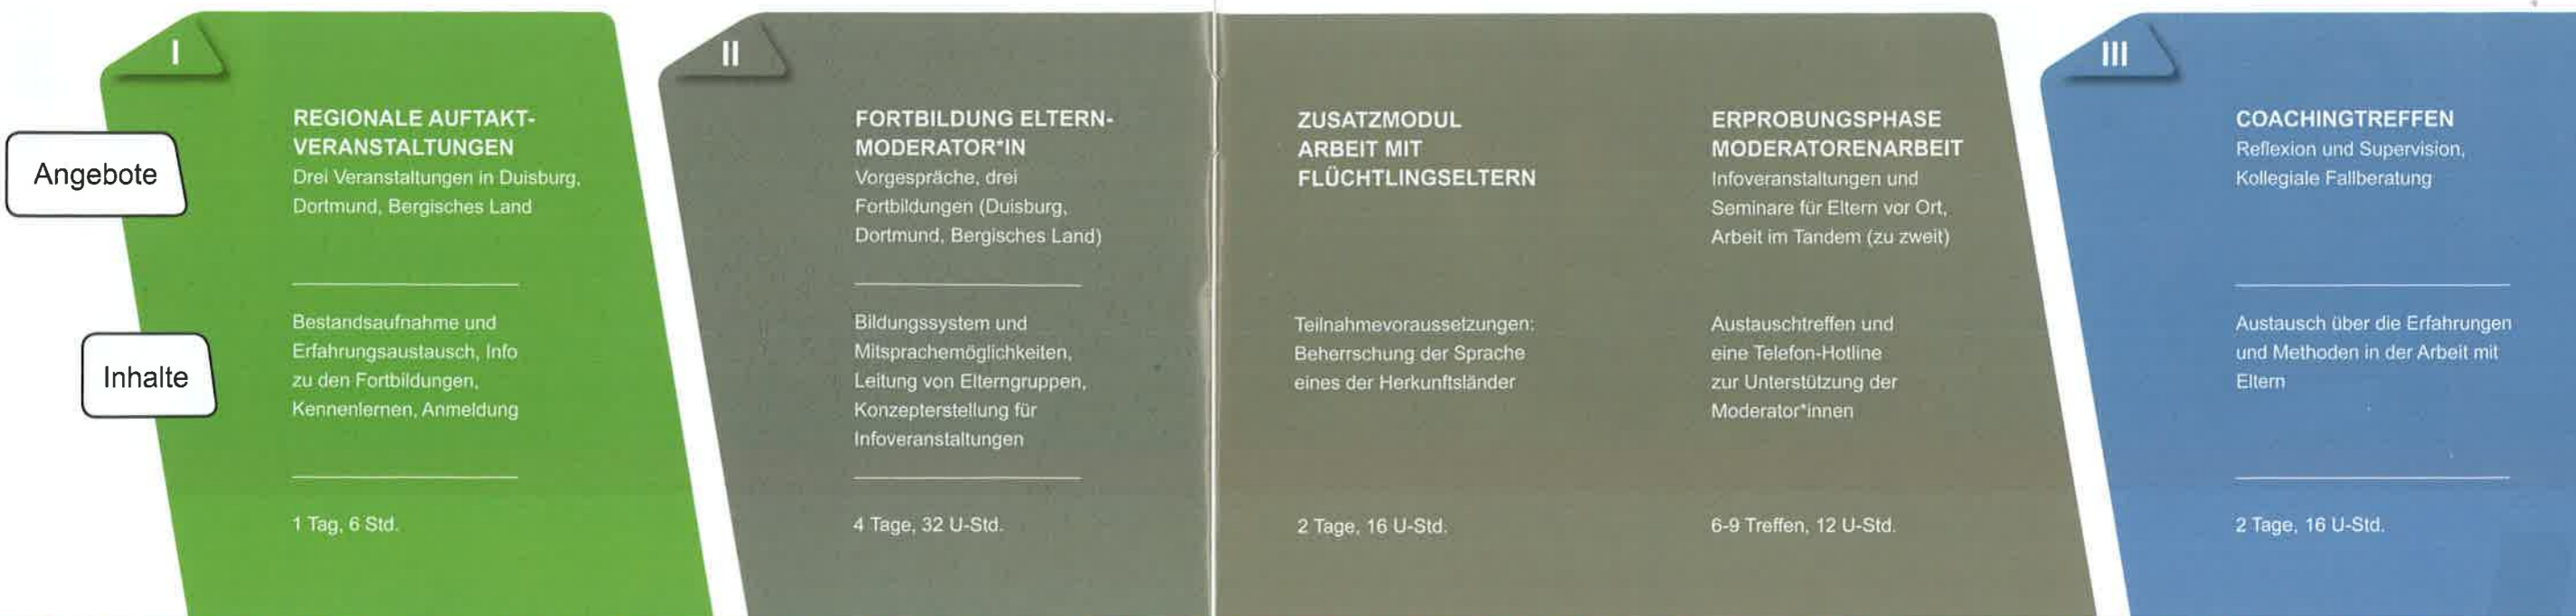 I
REGIONALE AUFTAKT-
VERANSTALTUNGEN
Drei Veranstaltungen in Duisburg,
Dortmund, Bergisches Land
Bestandsaufnahme und
Erfahrungsaustausch, Info
zu den Fortbildungen,
Kennenlernen, Anmeldung
1 Tag, 6 Std.
Angebote
Inhalte
II
FORTBILDUNG ELTERN-
MODERATOR*IN
Vorgespräche, drei
Fortbildungen (Duisburg,
Dortmund, Bergisches Land)
Bildungssystem und
Mitsprachemöglichkeiten,
Leitung von Elterngruppen,
Konzepterstellung für
Infoveranstaltungen
4 Tage, 32 U-Std.
ZUSATZMODUL
ARBEIT MIT
FLÜCHTLINGSELTERN
Teilnahmevoraussetzungen:
Beherrschung der Sprache
eines der Herkunftsländer
2 Tage, 16 U-Std.
ERPROBUNGSPHASE
MODERATORENARBEIT
Infoveranstaltungen und
Seminare für Eltern vor Ort,
Arbeit im Tandem (zu zweit)
Austauschtreffen und
eine Telefon-Hotline
zur Unterstützung der
Moderator*innen
6-9 Treffen, 12 U-Std.
III
COACHINGTREFFEN
Reflexion und Supervision,
Kollegiale Fallberatung
Austausch über die Erfahrungen
und Methoden in der Arbeit mit
Eltern
2 Tage, 16 U-Std.